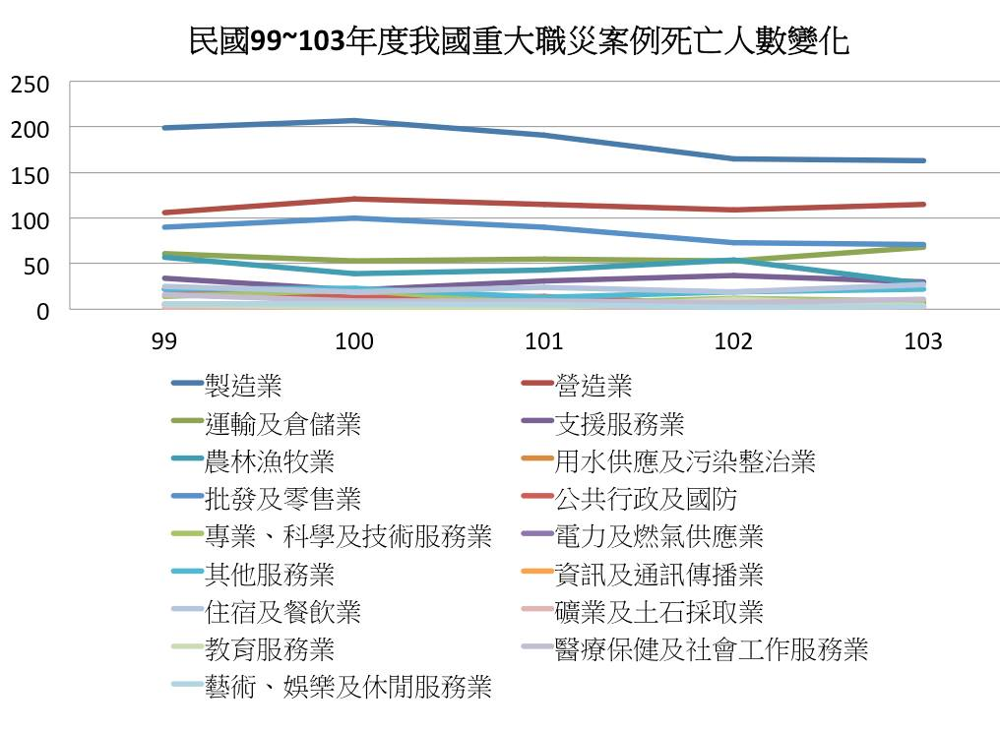 民國99~103年度我國重大職災案例死亡人數變化
250
200
150
100
50
0
99 100 101 102 103
製造業 營造業
運輸及倉儲業 支援服務業
農林漁牧業 用水供應及污染整治業
批發及零售業 公共行政及國防
專業、科學及技術服務業 電力及燃氣供應業
其他服務業 資訊及通訊傳播業
住宿及餐飲業 礦業及土石採取業
教育服務業 醫療保健及社會工作服務業
藝術、娛樂及休閒服務業